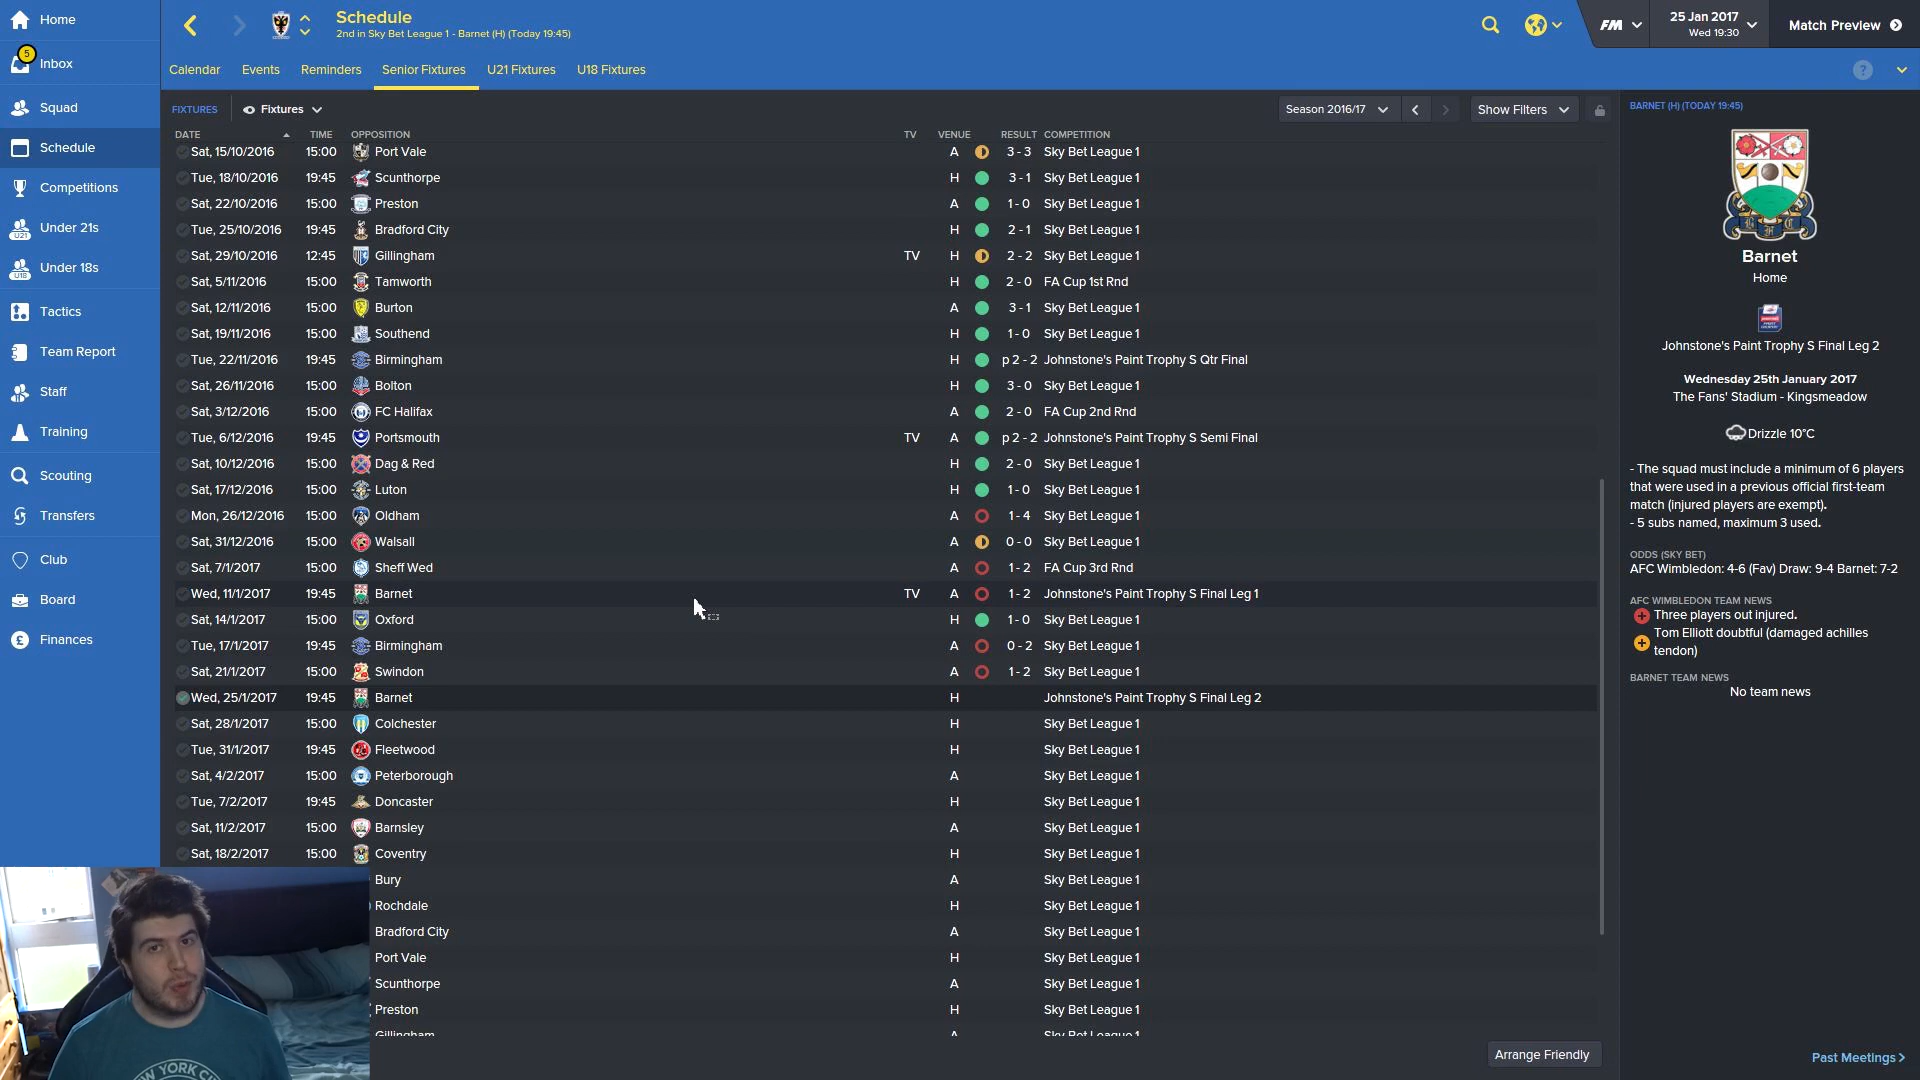 Home
5
Inbox
Squad
Schedule
Competitions
U21
Under 21s
U18
Under 18s
Tactics
Team Report
Staff
Training
Scouting
Transfers
Club
Board
Finances
Schedule
2nd in Sky Bet League 1 - Barnet (H) (Today 19:45)
FM
25 Jan 2017
Wed 19:30
Match Preview
Calendar Events Reminders Senior Fixtures U21 Fixtures U18 Fixtures
?
FIXTURES Fixtures Season 2016/17 Show Filters
DATE TIME OPPOSITION TV VENUE RESULT COMPETITION
Sat, 15/10/2016 15:00 Port Vale A 3 - 3 Sky Bet League 1
Tue, 18/10/2016 19:45 Scunthorpe H 3 - 1 Sky Bet League 1
Sat, 22/10/2016 15:00 Preston A 1 - 0 Sky Bet League 1
Tue, 25/10/2016 19:45 Bradford City H 2 - 1 Sky Bet League 1
Sat, 29/10/2016 12:45 Gillingham TV H 2 - 2 Sky Bet League 1
Sat, 5/11/2016 15:00 Tamworth H 2 - 0 FA Cup 1st Rnd
Sat, 12/11/2016 15:00 Burton A 3 - 1 Sky Bet League 1
Sat, 19/11/2016 15:00 Southend H 1 - 0 Sky Bet League 1
Tue, 22/11/2016 19:45 Birmingham H p 2 - 2 Johnstone's Paint Trophy S Qtr Final
Sat, 26/11/2016 15:00 Bolton H 3 - 0 Sky Bet League 1
Sat, 3/12/2016 15:00 FC Halifax A 2 - 0 FA Cup 2nd Rnd
Tue, 6/12/2016 19:45 Portsmouth TV A p 2 - 2 Johnstone's Paint Trophy S Semi Final
Sat, 10/12/2016 15:00 Dag & Red H 2 - 0 Sky Bet League 1
Sat, 17/12/2016 15:00 Luton H 1 - 0 Sky Bet League 1
Mon, 26/12/2016 15:00 Oldham A 1 - 4 Sky Bet League 1
Sat, 31/12/2016 15:00 Walsall A 0 - 0 Sky Bet League 1
Sat, 7/1/2017 15:00 Sheff Wed A 1 - 2 FA Cup 3rd Rnd
Wed, 11/1/2017 19:45 Barnet TV A 1 - 2 Johnstone's Paint Trophy S Final Leg 1
Sat, 14/1/2017 15:00 Oxford H 1 - 0 Sky Bet League 1
Tue, 17/1/2017 19:45 Birmingham A 0 - 2 Sky Bet League 1
Sat, 21/1/2017 15:00 Swindon A 1 - 2 Sky Bet League 1
Wed, 25/1/2017 19:45 Barnet H Johnstone's Paint Trophy S Final Leg 2
Sat, 28/1/2017 15:00 Colchester H Sky Bet League 1
Tue, 31/1/2017 19:45 Fleetwood H Sky Bet League 1
Sat, 4/2/2017 15:00 Peterborough A Sky Bet League 1
Tue, 7/2/2017 19:45 Doncaster H Sky Bet League 1
Sat, 11/2/2017 15:00 Barnsley A Sky Bet League 1
Sat, 18/2/2017 15:00 Coventry H Sky Bet League 1
Bury A Sky Bet League 1
Rochdale H Sky Bet League 1
Bradford City A Sky Bet League 1
Port Vale H Sky Bet League 1
Scunthorpe A Sky Bet League 1
Preston H Sky Bet League 1
Gillingham A Sky Bet League 1
Arrange Friendly
BARNET (H) (TODAY 19:45)
Barnet
Home
Johnstone's Paint Trophy S Final Leg 2
Wednesday 25th January 2017
The Fans' Stadium - Kingsmeadow
Drizzle 10°C
- The squad must include a minimum of 6 players
that were used in a previous official first-team
match (injured players are exempt).
- 5 subs named, maximum 3 used.
ODDS (SKY BET)
AFC Wimbledon: 4-6 (Fav) Draw: 9-4 Barnet: 7-2
AFC WIMBLEDON TEAM NEWS
Three players out injured.
Tom Elliott doubtful (damaged achilles
tendon)
BARNET TEAM NEWS
No team news
Past Meetings >
NEW YORK